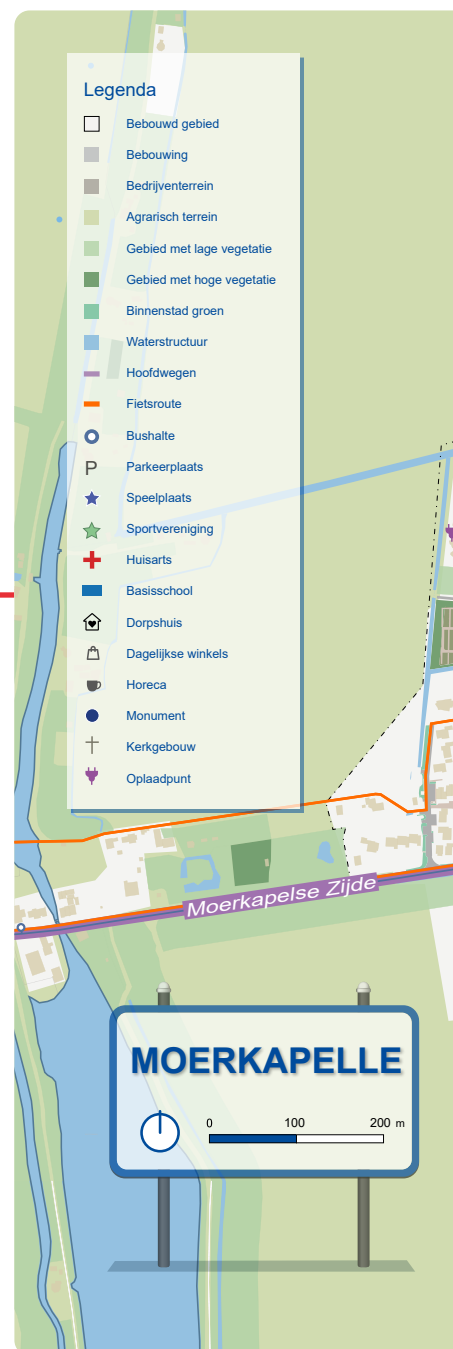 Legenda
Bebouwd gebied
Bebouwing
Bedrijventerrein
Agrarisch terrein
Gebied met lage vegetatie
Gebied met hoge vegetatie
Binnenstad groen
Waterstructuur
Hoofdwegen
Fietsroute
Bushalte
P Parkeerplaats
Speelplaats
Sportvereniging
Huisarts
Basisschool
Dorpshuis
Dagelijkse winkels
Horeca
Monument
Kerkgebouw
Oplaadpunt
Moerkapelse Zijde
MOERKAPELLE
0 100 200 m